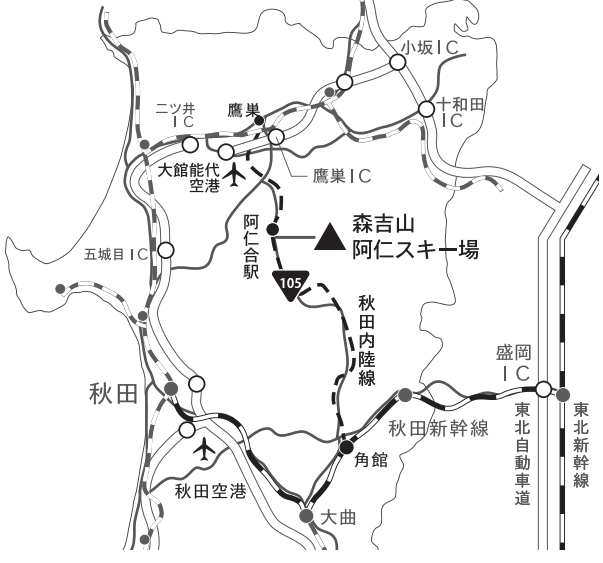 小坂IC
十和田
IC
二ツ井
IC
鷹巣
大館能代
空港
鷹巣IC
阿仁合駅
森吉山
阿仁スキー場
五城目IC
105
秋田内陸線
盛岡
IC
秋田
秋田新幹線
東北自動車道
東北新幹線
角館
秋田空港
大曲